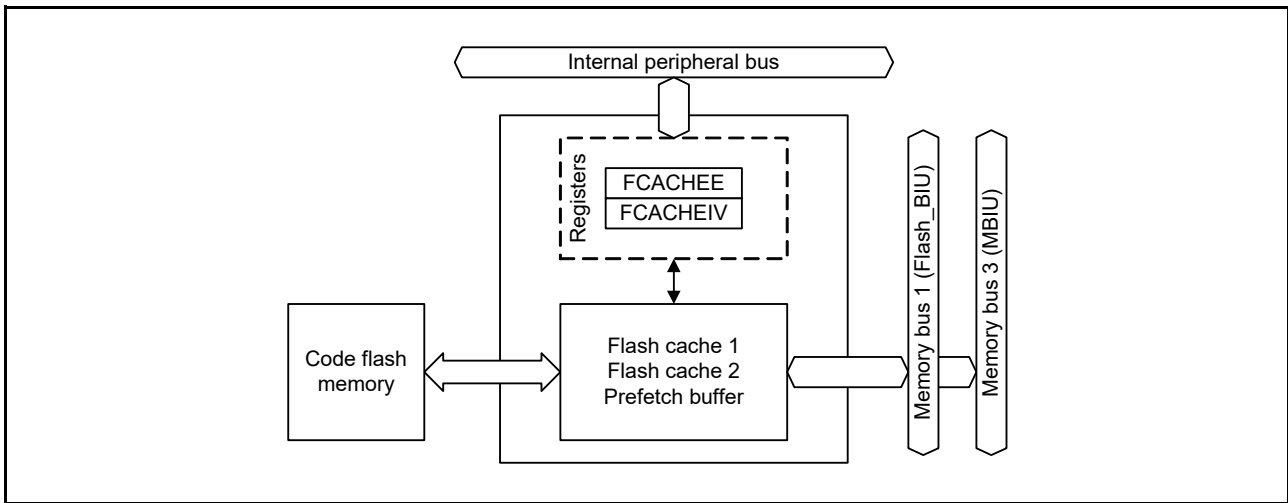 Internal peripheral bus
Registers
FCACHEE
FCACHEIV
Code flash
memory
Flash cache 1
Flash cache 2
Prefetch buffer
Memory bus 1 (Flash_BIU)
Memory bus 3 (MBIU)